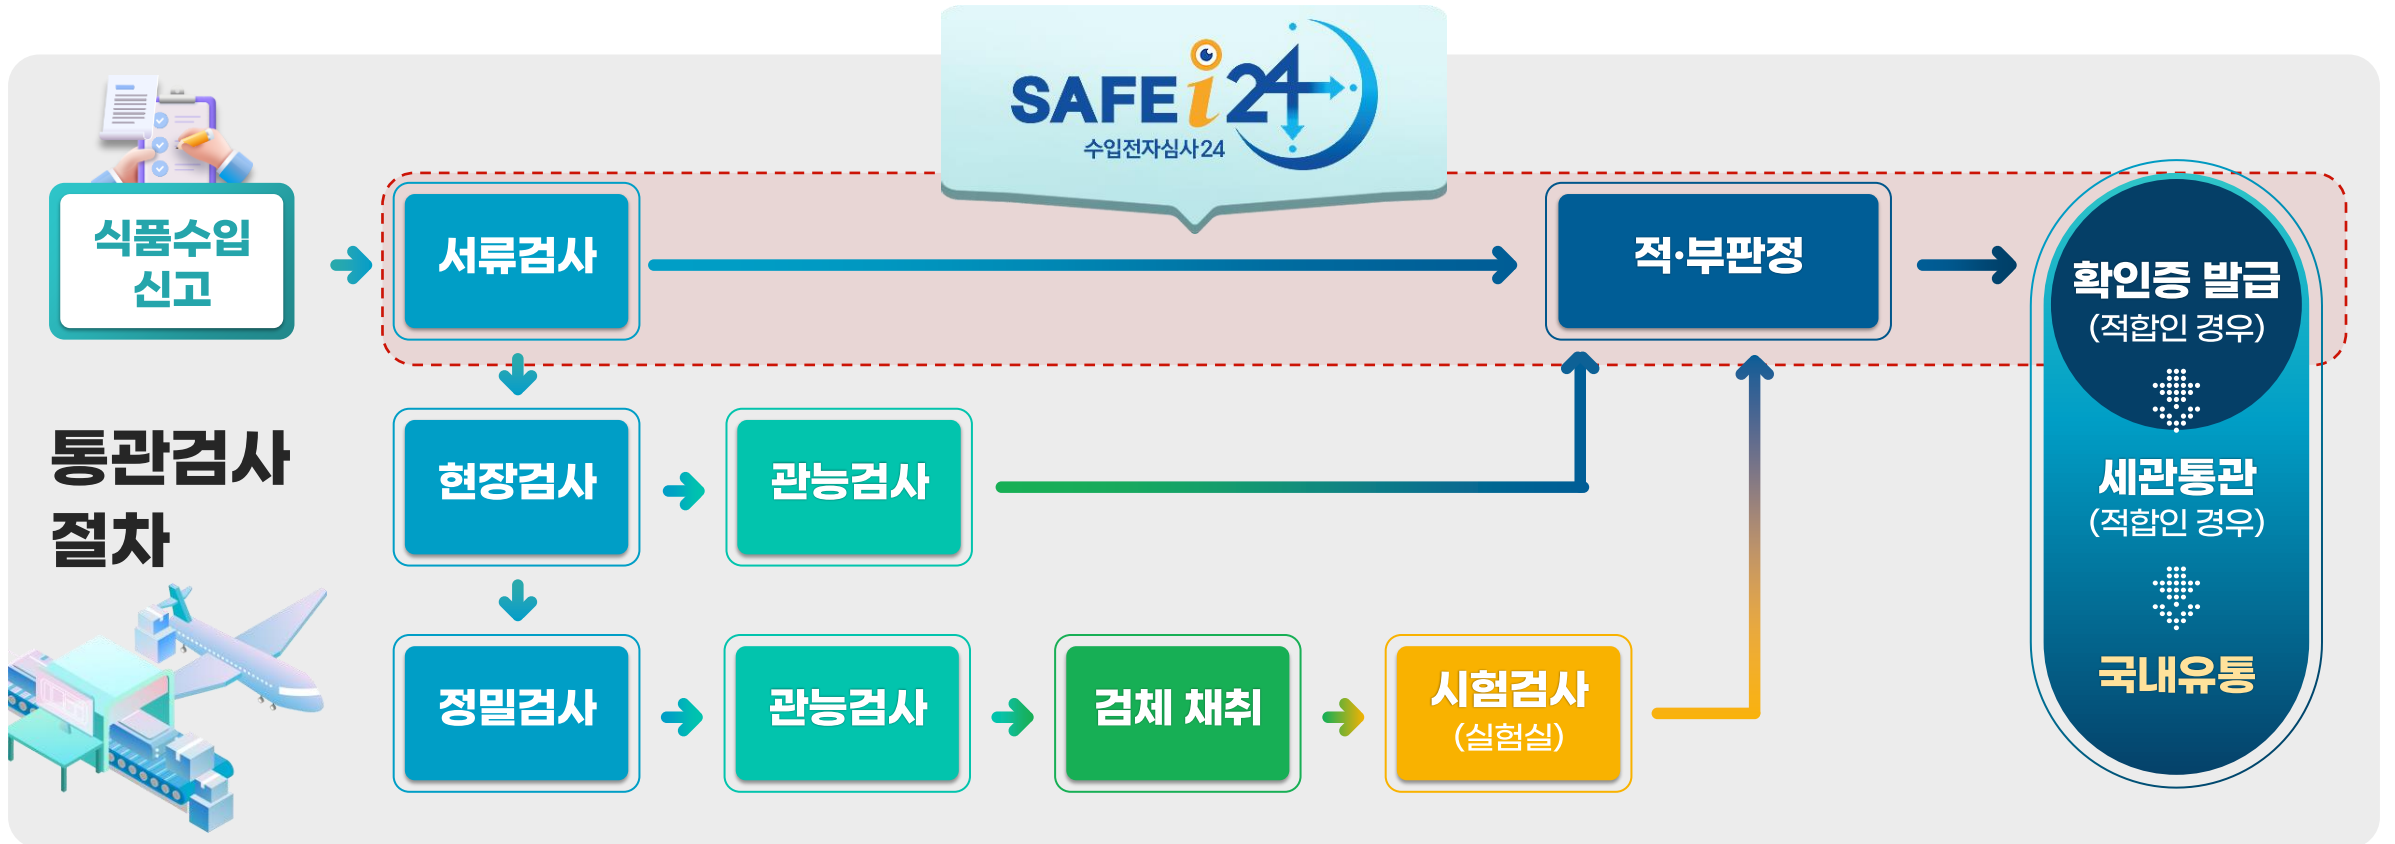 SAFEi24
수입전자심사24
식품수입
신고
통관검사
절차
서류검사
적·부판정
현장검사
관능검사
정밀검사
관능검사
검체 채취
시험검사
(실험실)
확인증 발급
(적합인 경우)
세관통관
(적합인 경우)
국내유통